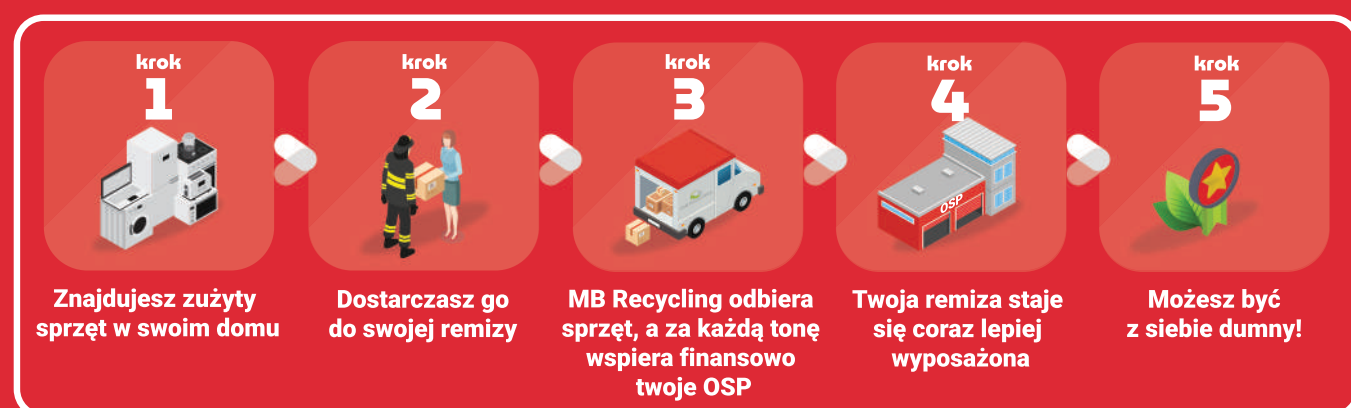 krok
1
Znajdujesz zużyty
sprzęt w swoim domu
krok
2
Dostarczasz go
do swojej remizy
krok
3
MB Recycling odbiera
sprzęt, a za każdą tonę
wspiera finansowo
twoje OSP
krok
4
OSP
Twoja remiza staje
się coraz lepiej
wyposażona
krok
5
Możesz być
z siebie dumny!